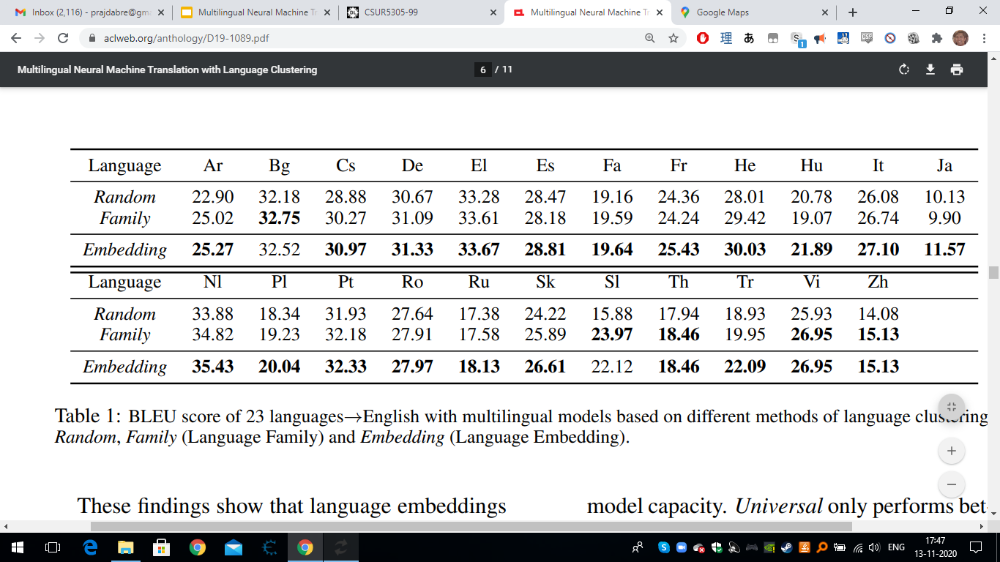 Inbox (2,116) - prajdabre@gm
Multilingual Neural Machine Tr
CSUR5305-99
Multilingual Neural Machine Tr
Google Maps
aclweb.org/anthology/D19-1089.pdf
Multilingual Neural Machine Translation with Language Clustering
6 / 11
Language Ar Bg Cs De El Es Fa Fr He Hu It Ja
Random 22.90 32.18 28.88 30.67 33.28 28.47 19.16 24.36 28.01 20.78 26.08 10.13
Family 25.02 32.75 30.27 31.09 33.61 28.18 19.59 24.24 29.42 19.07 26.74 9.90
Embedding 25.27 32.52 30.97 31.33 33.67 28.81 19.64 25.43 30.03 21.89 27.10 11.57
Language Nl Pl Pt Ro Ru Sk Sl Th Tr Vi Zh
Random 33.88 18.34 31.93 27.64 17.38 24.22 15.88 17.94 18.93 25.93 14.08
Family 34.82 19.23 32.18 27.91 17.58 25.89 23.97 18.46 19.95 26.95 15.13
Embedding 35.43 20.04 32.33 27.97 18.13 26.61 22.12 18.46 22.09 26.95 15.13
Table 1: BLEU score of 23 languages→English with multilingual models based on different methods of language clustering
Random, Family (Language Family) and Embedding (Language Embedding).
These findings show that language embeddings
model capacity. Universal only performs bet-
ENG
17:47
13-11-2020